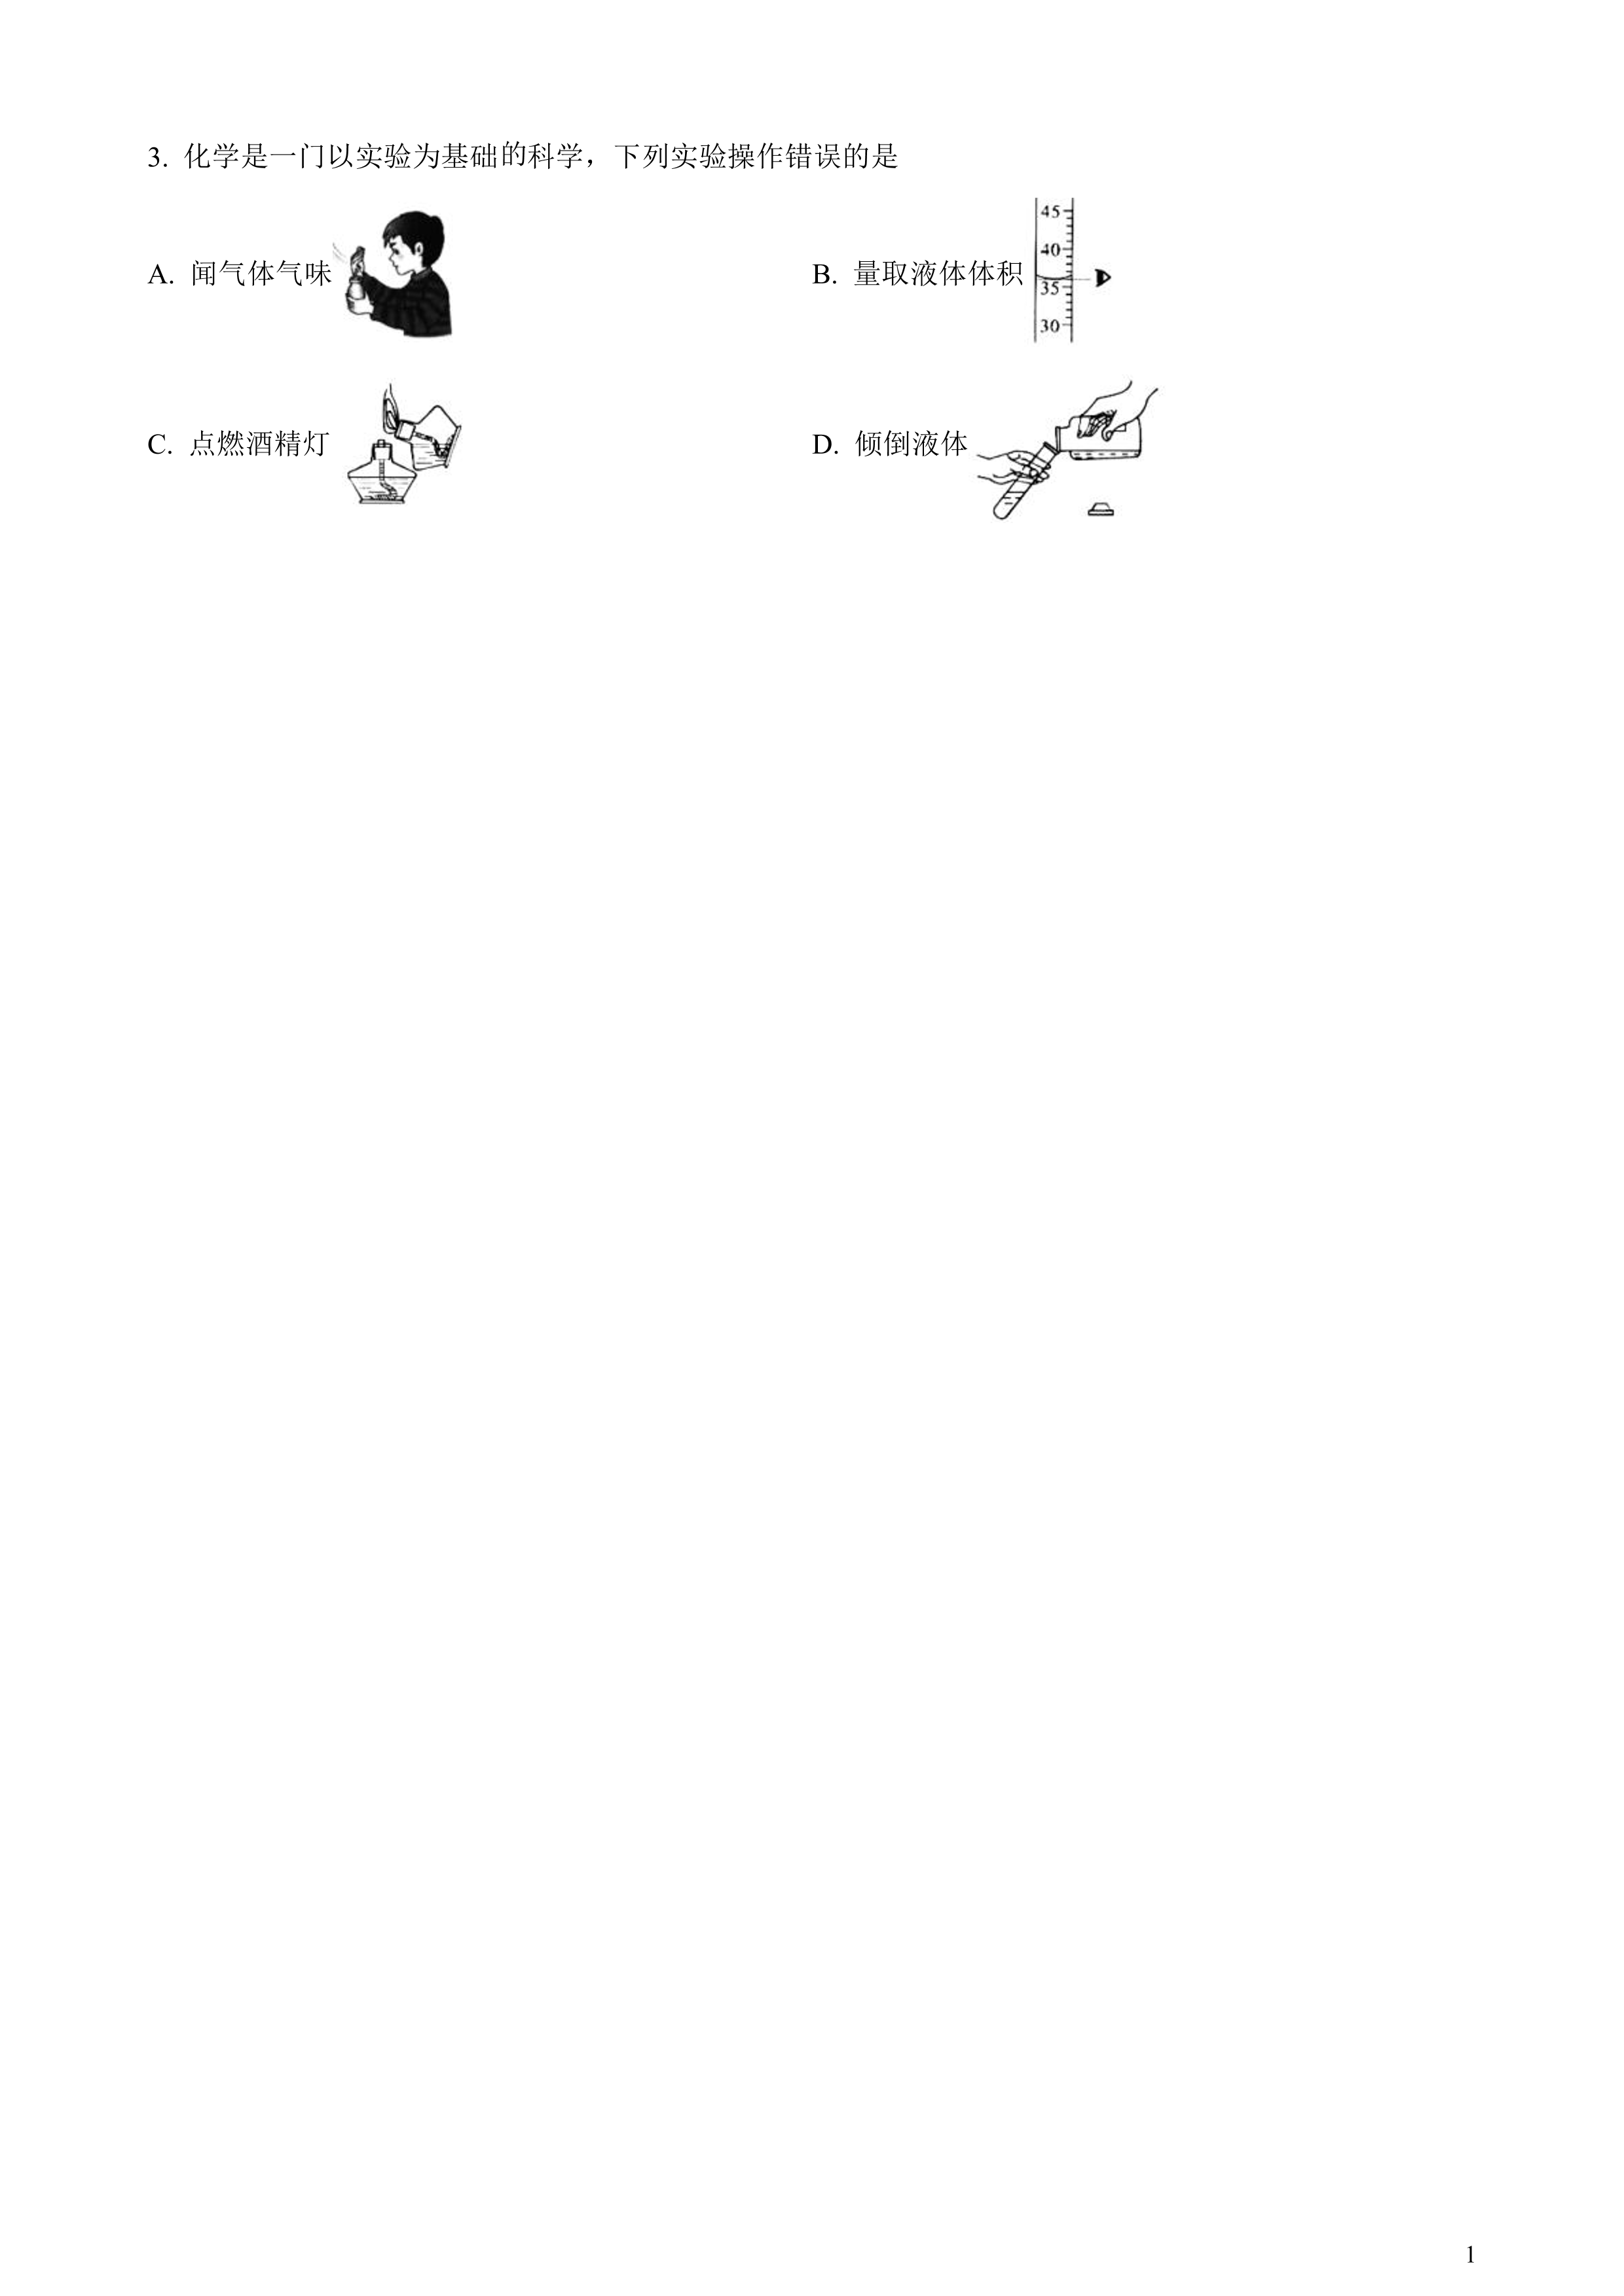 3. 化学是一门以实验为基础的科学，下列实验操作错误的是
A. 闻气体气味
B. 量取液体体积
45
40
35
30
C. 点燃酒精灯
D. 倾倒液体
1